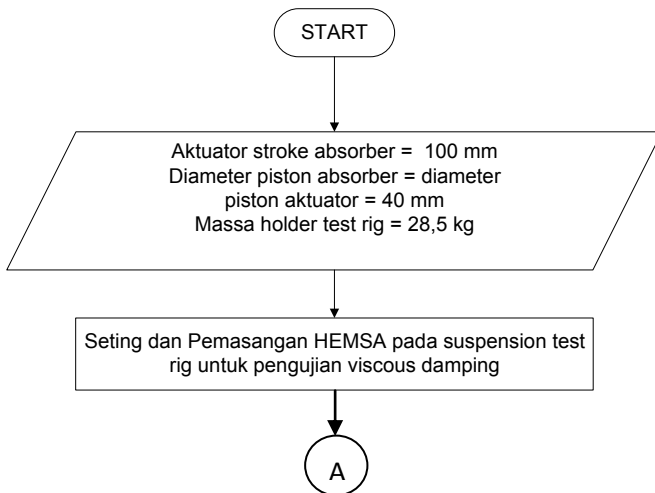 START
Aktuator stroke absorber = 100 mm
Diameter piston absorber = diameter
piston aktuator = 40 mm
Massa holder test rig = 28,5 kg
Seting dan Pemasangan HEMSA pada suspension test
rig untuk pengujian viscous damping
A